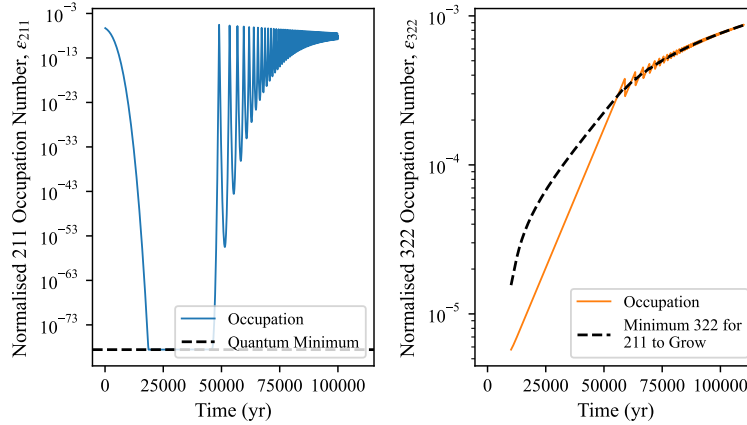 Normalised 211 Occupation Number, ε₂₁₁
10⁻³
10⁻¹³
10⁻²³
10⁻³³
10⁻⁴³
10⁻⁵³
10⁻⁶³
10⁻⁷³
Occupation
Quantum Minimum
0 25000 50000 75000 100000
Time (yr)
Normalised 322 Occupation Number, ε₃₂₂
10⁻³
10⁻⁴
10⁻⁵
Occupation
Minimum 322 for
211 to Grow
0 25000 50000 75000 100000
Time (yr)